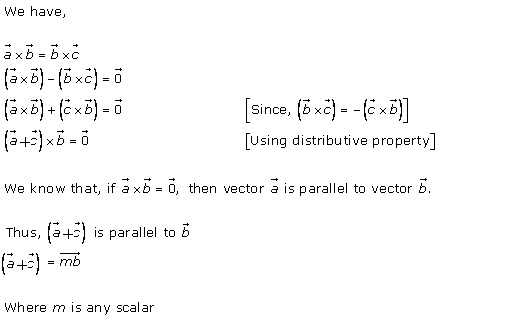 We have,
a⃗ × b⃗ = b⃗ × c⃗
(a⃗ × b⃗) − (b⃗ × c⃗) = 0⃗
(a⃗ × b⃗) + (c⃗ × b⃗) = 0⃗ [Since, (b⃗ × c⃗) = − (c⃗ × b⃗)]
(a⃗ + c⃗) × b⃗ = 0⃗ [Using distributive property]
We know that, if a⃗ × b⃗ = 0⃗, then vector a⃗ is parallel to vector b⃗.
Thus, (a⃗ + c⃗) is parallel to b⃗
(a⃗ + c⃗) = m͞b⃗
Where m is any scalar